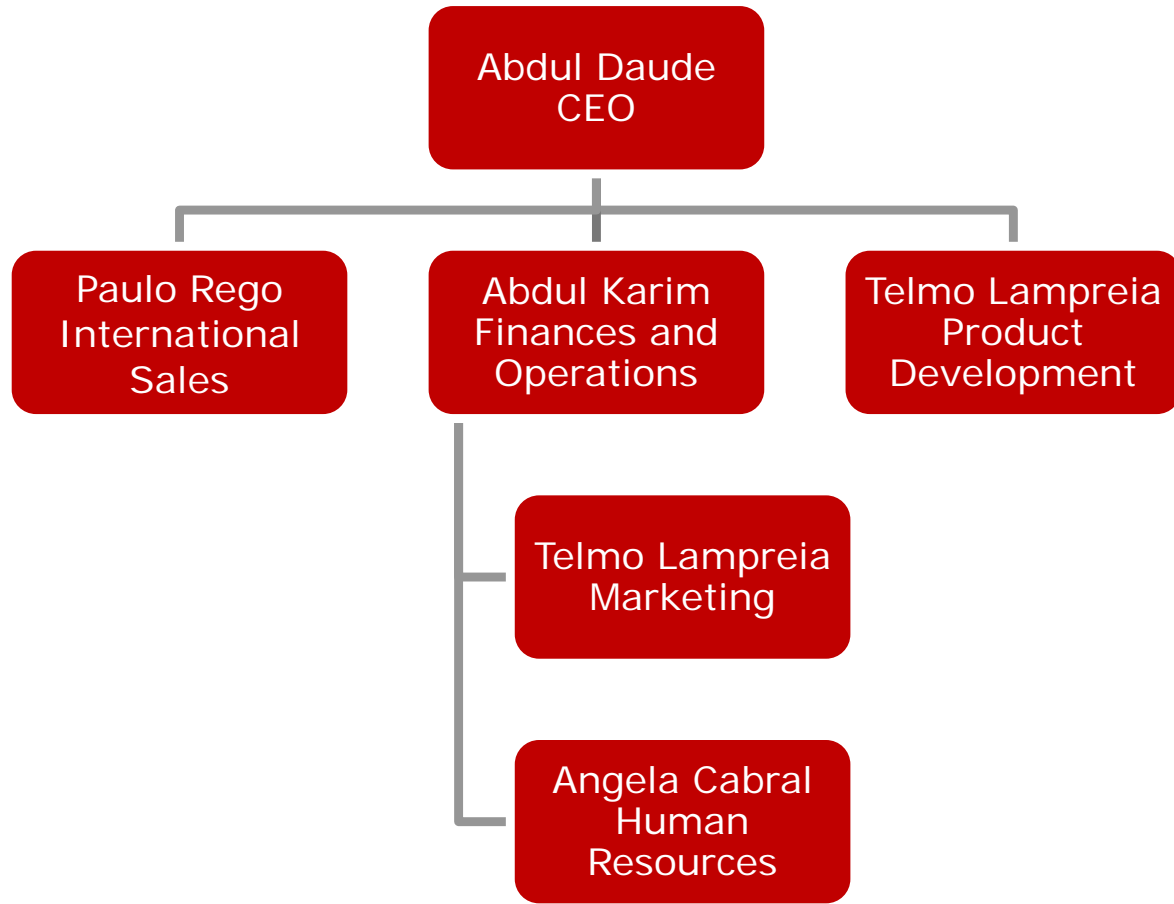 Abdul Daude
CEO
Paulo Rego
International
Sales
Abdul Karim
Finances and
Operations
Telmo Lampreia
Product
Development
Telmo Lampreia
Marketing
Angela Cabral
Human
Resources